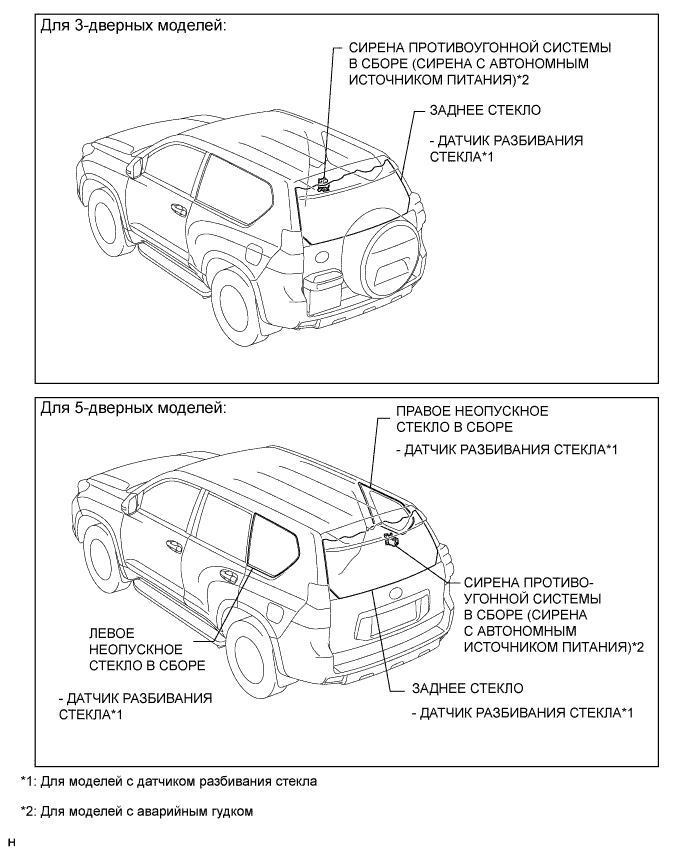 Для 3-дверных моделей:
СИРЕНА ПРОТИВОУГОННОЙ СИСТЕМЫ
В СБОРЕ (СИРЕНА С АВТОНОМНЫМ
ИСТОЧНИКОМ ПИТАНИЯ)*2
ЗАДНЕЕ СТЕКЛО
- ДАТЧИК РАЗБИВАНИЯ
СТЕКЛА*1
Для 5-дверных моделей:
ПРАВОЕ НЕОПУСКНОЕ
СТЕКЛО В СБОРЕ
- ДАТЧИК РАЗБИВАНИЯ СТЕКЛА*1
СИРЕНА ПРОТИВО-
УГОННОЙ СИСТЕМЫ
В СБОРЕ (СИРЕНА
С АВТОНОМНЫМ
ИСТОЧНИКОМ ПИТАНИЯ)*2
ЛЕВОЕ
НЕОПУСКНОЕ
СТЕКЛО В СБОРЕ
- ДАТЧИК РАЗБИВАНИЯ
СТЕКЛА*1
ЗАДНЕЕ СТЕКЛО
- ДАТЧИК РАЗБИВАНИЯ СТЕКЛА*1
*1: Для моделей с датчиком разбивания стекла
*2: Для моделей с аварийным гудком
H